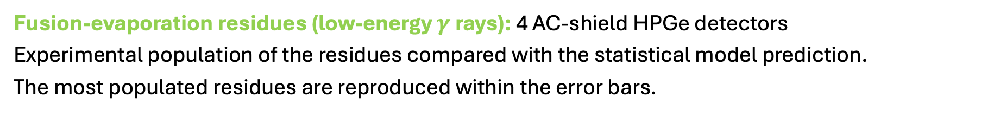 Fusion-evaporation residues (low-energy γ rays): 4 AC-shield HPGe detectors
Experimental population of the residues compared with the statistical model prediction.
The most populated residues are reproduced within the error bars.